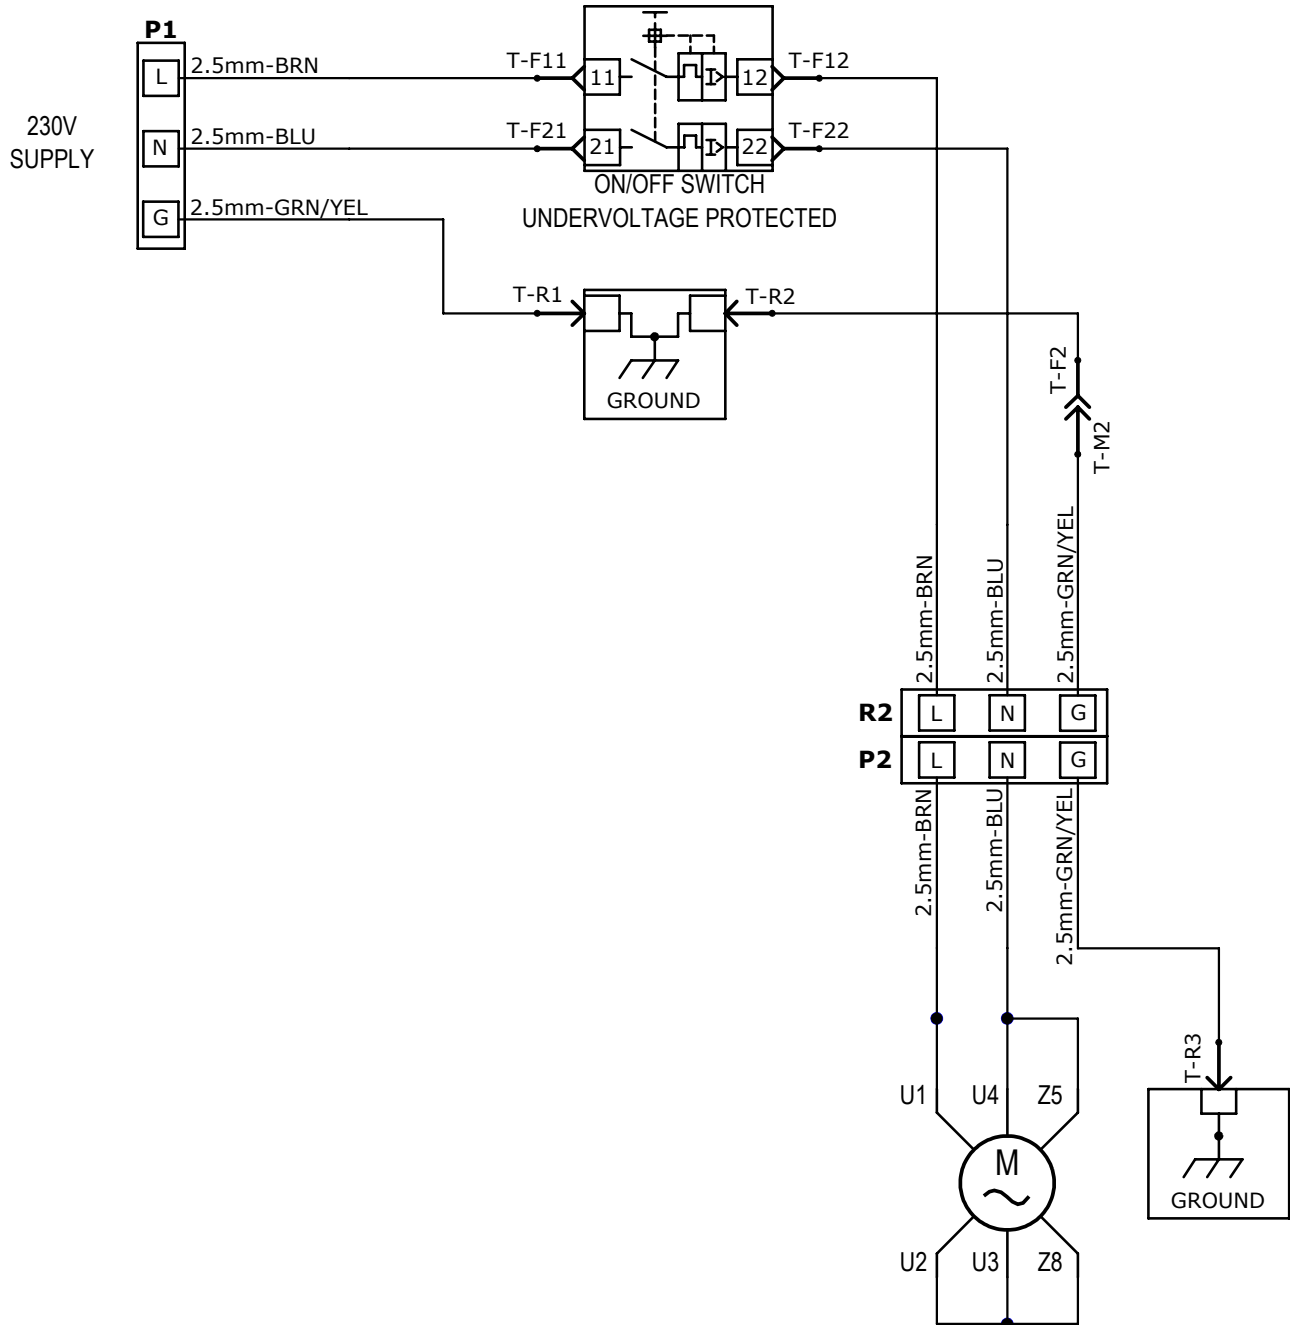 P1
L
2.5mm-BRN
N
2.5mm-BLU
G
2.5mm-GRN/YEL
230V
SUPPLY
T-F11
11
12
T-F12
T-F21
21
22
T-F22
ON/OFF SWITCH
UNDERVOLTAGE PROTECTED
T-R1
T-R2
GROUND
T-F2
T-M2
2.5mm-BRN
2.5mm-BLU
2.5mm-GRN/YEL
R2
L
N
G
P2
L
N
G
2.5mm-BRN
2.5mm-BLU
2.5mm-GRN/YEL
T-R3
U1
U4
Z5
M
GROUND
U2
U3
Z8